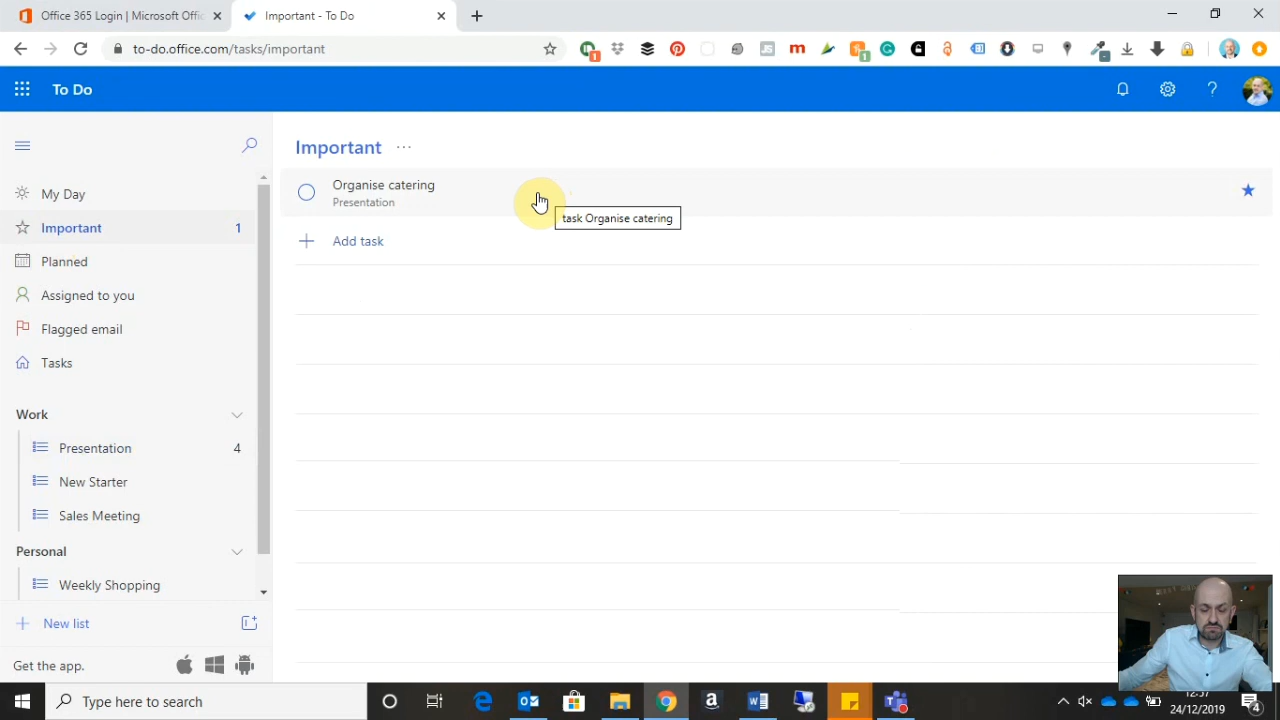 Office 365 Login | Microsoft Offic
Important - To Do
to-do.office.com/tasks/important
To Do
Important
Organise catering
Presentation
task Organise catering
Add task
My Day
Important 1
Planned
Assigned to you
Flagged email
Tasks
Work
Presentation 4
New Starter
Sales Meeting
Personal
Weekly Shopping
New list
Get the app.
Type here to search
12:57
24/12/2019
4